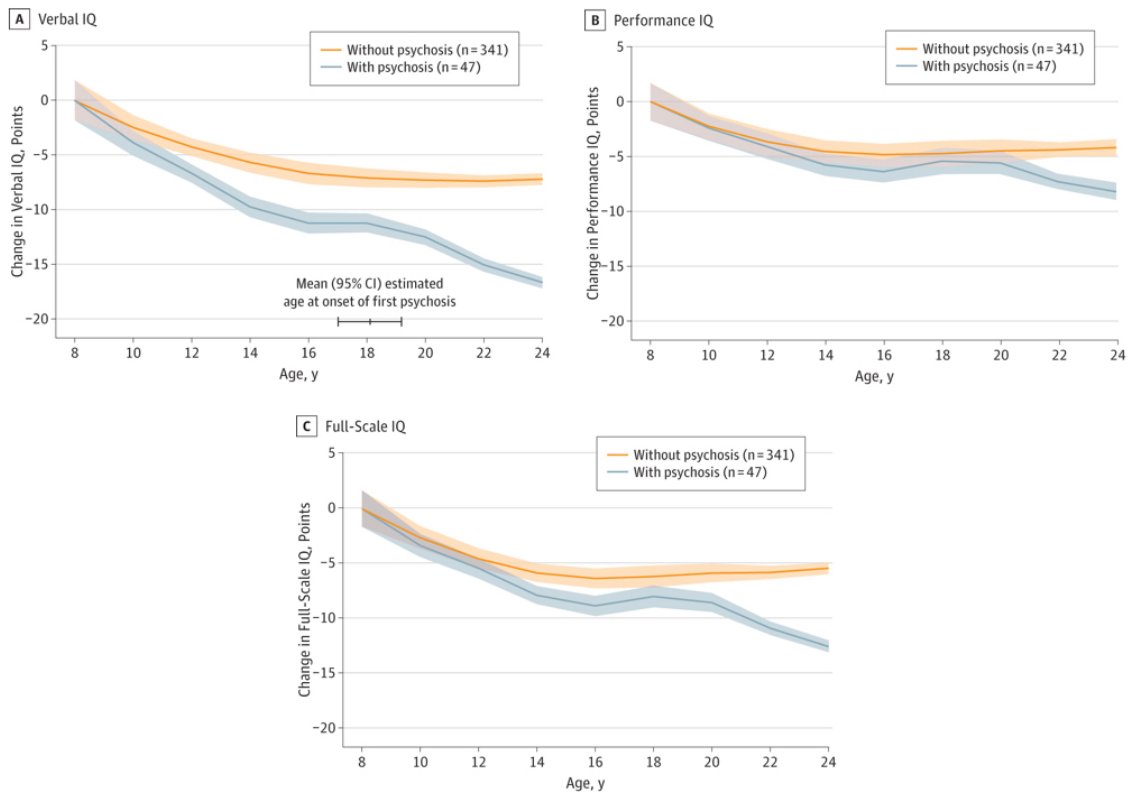 A Verbal IQ
Without psychosis (n = 341)
With psychosis (n = 47)
Change in Verbal IQ, Points
5
0
−5
−10
−15
−20
Mean (95% CI) estimated
age at onset of first psychosis
8 10 12 14 16 18 20 22 24
Age, y
B Performance IQ
Without psychosis (n = 341)
With psychosis (n = 47)
Change in Performance IQ, Points
5
0
−5
−10
−15
−20
8 10 12 14 16 18 20 22 24
Age, y
C Full-Scale IQ
Without psychosis (n = 341)
With psychosis (n = 47)
Change in Full-Scale IQ, Points
5
0
−5
−10
−15
−20
8 10 12 14 16 18 20 22 24
Age, y